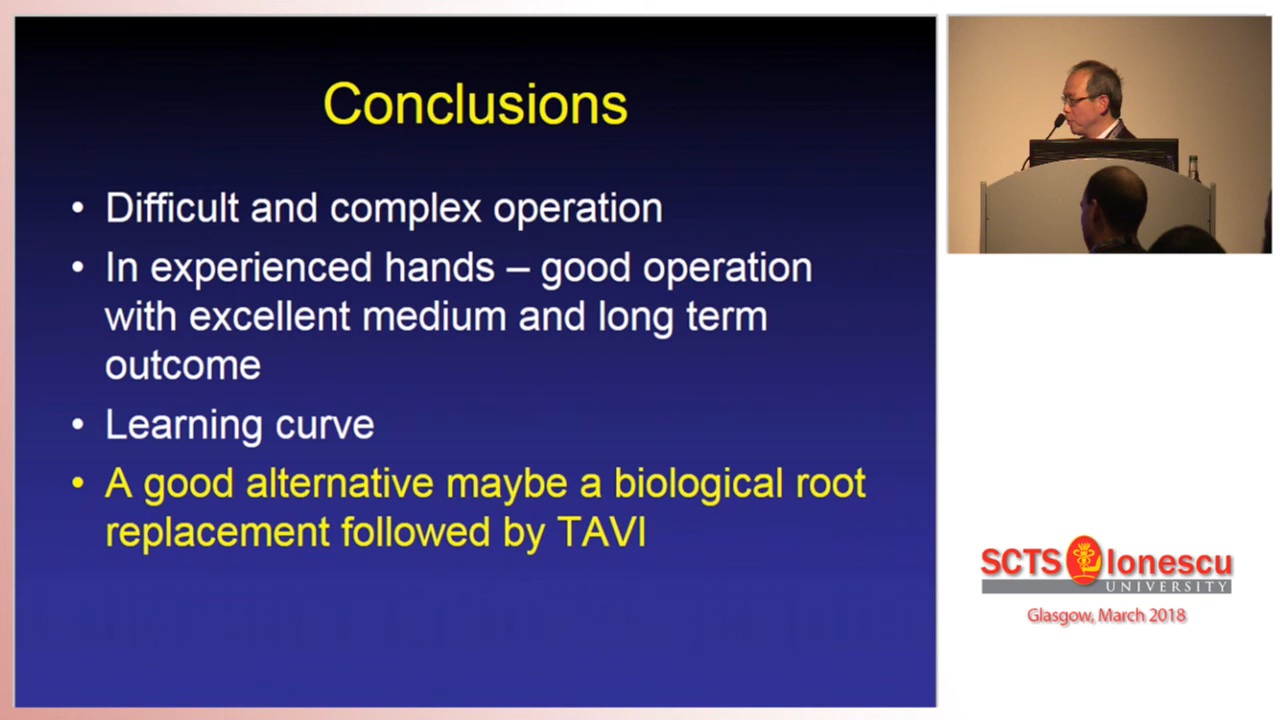 Conclusions
• Difficult and complex operation
• In experienced hands – good operation
with excellent medium and long term
outcome
• Learning curve
• A good alternative maybe a biological root
replacement followed by TAVI
SCTS Ionescu
UNIVERSITY
Glasgow, March 2018